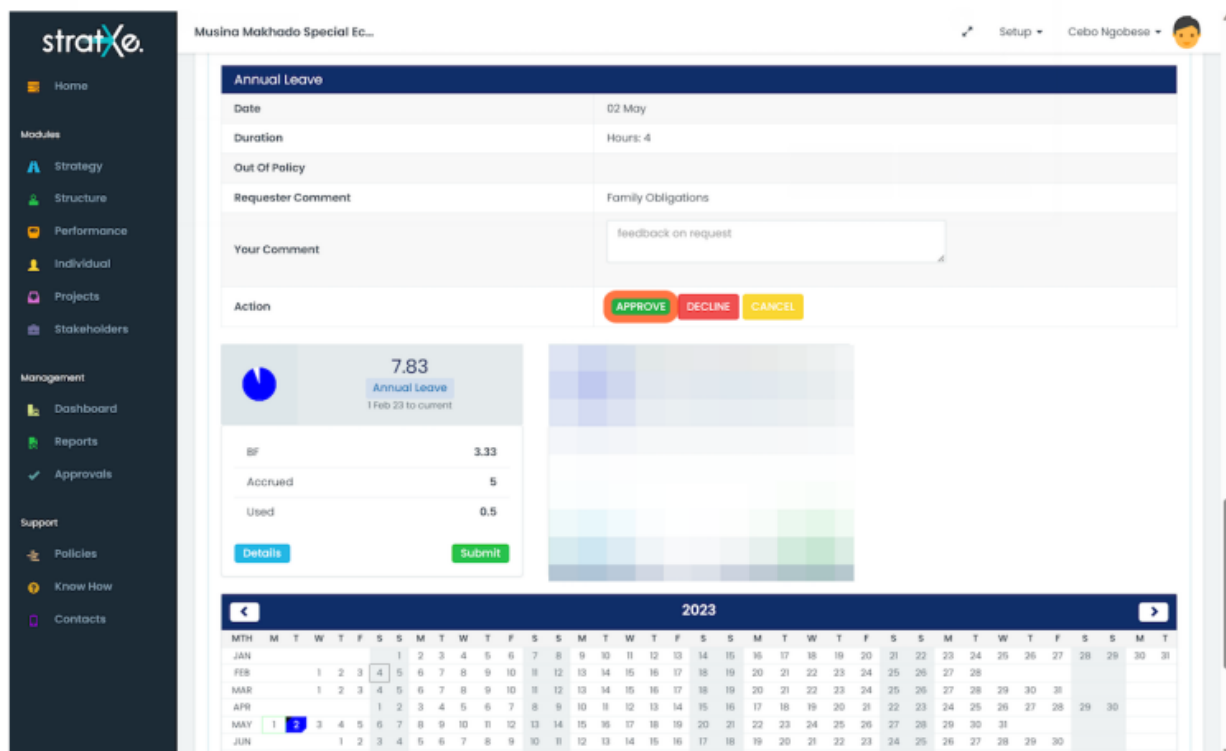 stratXe.
Musina Makhado Special Ec...
Setup
Cebo Ngobese
Home
Modules
Strategy
Structure
Performance
Individual
Projects
Stakeholders
Management
Dashboard
Reports
Approvals
Support
Policies
Know How
Contacts
Annual Leave
Date 02 May
Duration Hours: 4
Out Of Policy
Requester Comment Family Obligations
Your Comment feedback on request
Action APPROVE DECLINE CANCEL
7.83
Annual Leave
1 Feb 23 to current
BF 3.33
Accrued 5
Used 0.5
Details Submit
2023
MTH M T W T F S S M T W T F S S M T W T F S S M T W T F S S M T W T F S S M T
JAN 1 2 3 4 5 6 7 8 9 10 11 12 13 14 15 16 17 18 19 20 21 22 23 24 25 26 27 28 29 30 31
FEB 1 2 3 4 5 6 7 8 9 10 11 12 13 14 15 16 17 18 19 20 21 22 23 24 25 26 27 28
MAR 1 2 3 4 5 6 7 8 9 10 11 12 13 14 15 16 17 18 19 20 21 22 23 24 25 26 27 28 29 30 31
APR 1 2 3 4 5 6 7 8 9 10 11 12 13 14 15 16 17 18 19 20 21 22 23 24 25 26 27 28 29 30
MAY 1 2 3 4 5 6 7 8 9 10 11 12 13 14 15 16 17 18 19 20 21 22 23 24 25 26 27 28 29 30 31
JUN 1 2 3 4 5 6 7 8 9 10 11 12 13 14 15 16 17 18 19 20 21 22 23 24 25 26 27 28 29 30